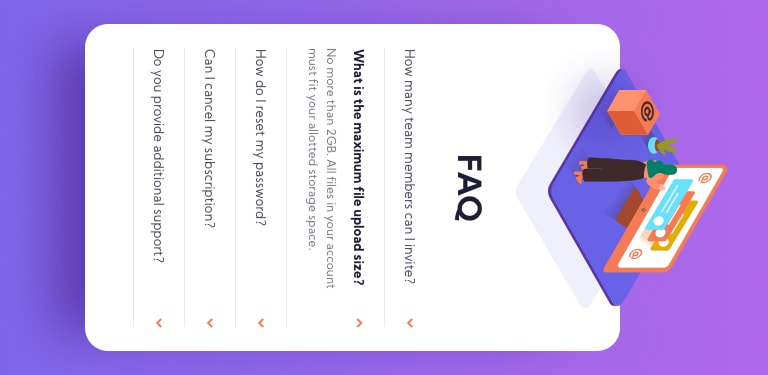 FAQ
How many team members can I invite?
What is the maximum file upload size?
No more than 2GB. All files in your account
must fit your allotted storage space.
How do I reset my password?
Can I cancel my subscription?
Do you provide additional support?